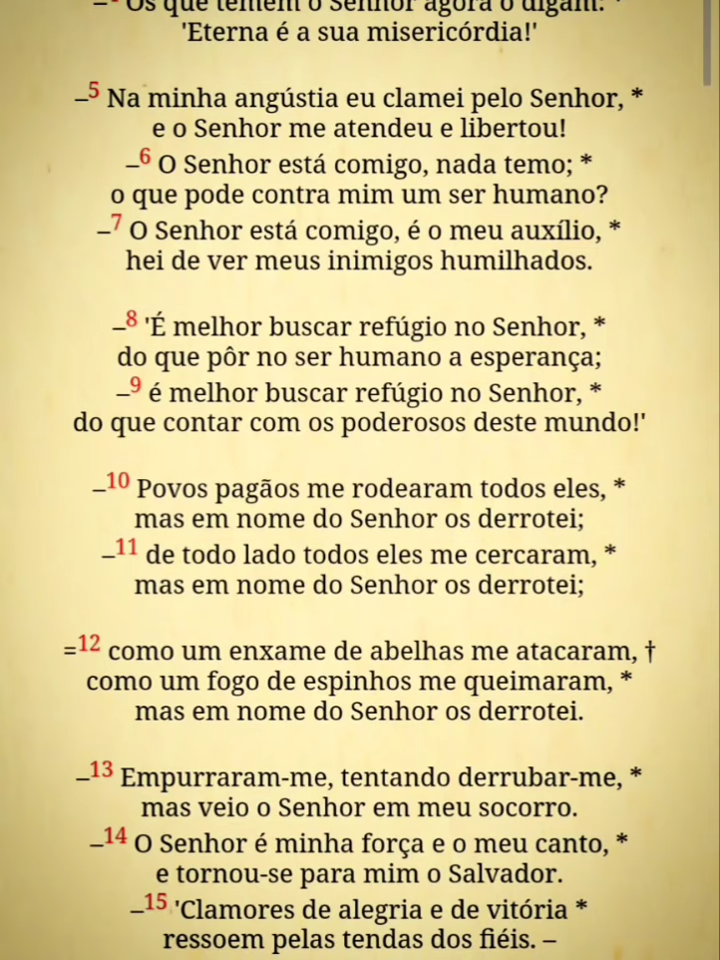 –⁴ Os que temem o Senhor agora o digam: *
'Eterna é a sua misericórdia!'
–⁵ Na minha angústia eu clamei pelo Senhor, *
e o Senhor me atendeu e libertou!
–⁶ O Senhor está comigo, nada temo; *
o que pode contra mim um ser humano?
–⁷ O Senhor está comigo, é o meu auxílio, *
hei de ver meus inimigos humilhados.
–⁸ 'É melhor buscar refúgio no Senhor, *
do que pôr no ser humano a esperança;
–⁹ é melhor buscar refúgio no Senhor, *
do que contar com os poderosos deste mundo!'
–¹⁰ Povos pagãos me rodearam todos eles, *
mas em nome do Senhor os derrotei;
–¹¹ de todo lado todos eles me cercaram, *
mas em nome do Senhor os derrotei;
=¹² como um enxame de abelhas me atacaram, †
como um fogo de espinhos me queimaram, *
mas em nome do Senhor os derrotei.
–¹³ Empurraram-me, tentando derrubar-me, *
mas veio o Senhor em meu socorro.
–¹⁴ O Senhor é minha força e o meu canto, *
e tornou-se para mim o Salvador.
–¹⁵ 'Clamores de alegria e de vitória *
ressoem pelas tendas dos fiéis. –